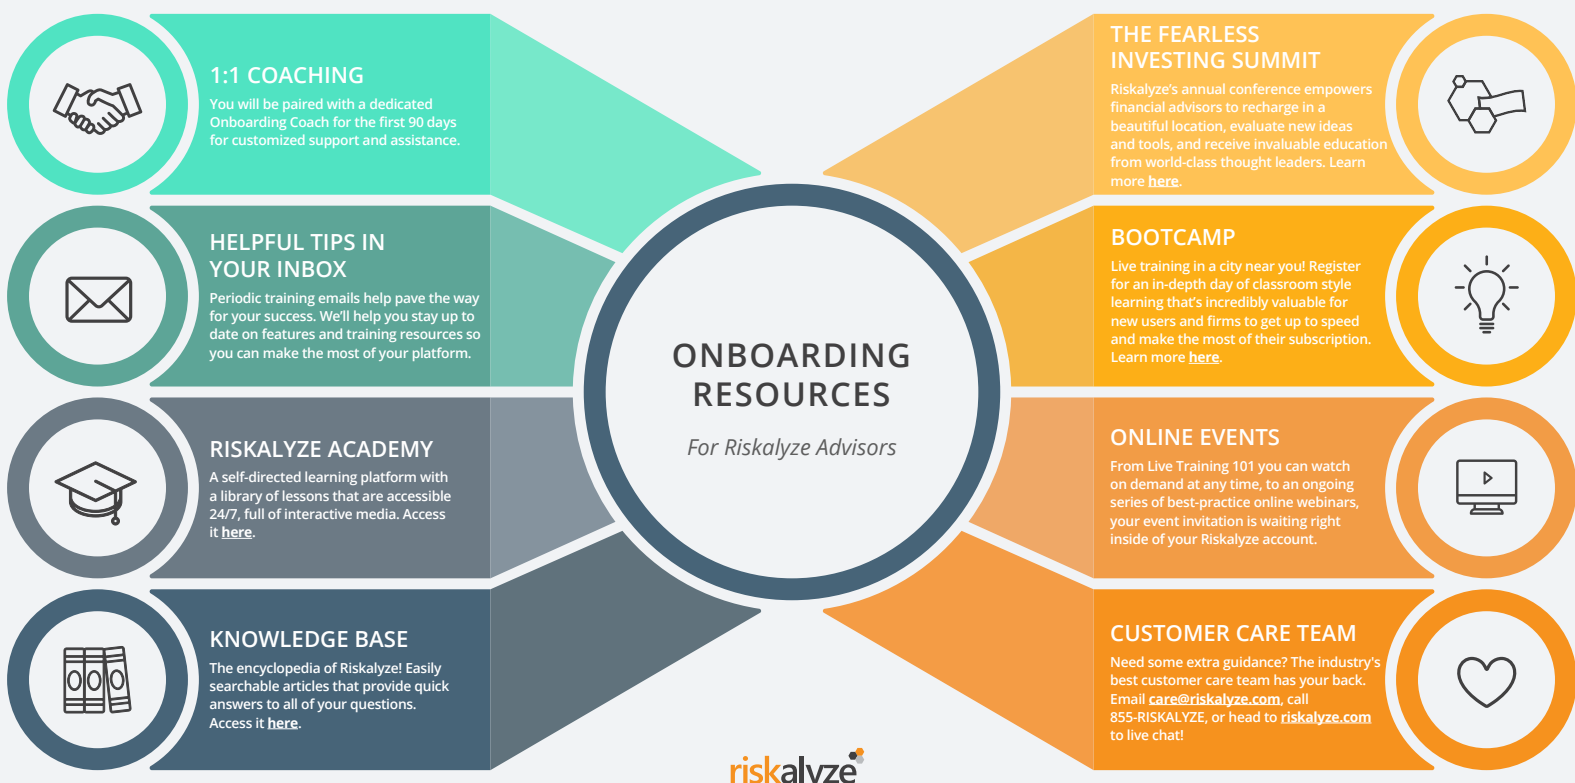 1:1 COACHING
You will be paired with a dedicated
Onboarding Coach for the first 90 days
for customized support and assistance.
HELPFUL TIPS IN
YOUR INBOX
Periodic training emails help pave the way
for your success. We'll help you stay up to
date on features and training resources so
you can make the most of your platform.
RISKALYZE ACADEMY
A self-directed learning platform with
a library of lessons that are accessible
24/7, full of interactive media. Access
it here.
KNOWLEDGE BASE
The encyclopedia of Riskalyze! Easily
searchable articles that provide quick
answers to all of your questions.
Access it here.
ONBOARDING
RESOURCES
For Riskalyze Advisors
THE FEARLESS
INVESTING SUMMIT
Riskalyze's annual conference empowers
financial advisors to recharge in a
beautiful location, evaluate new ideas
and tools, and receive invaluable education
from world-class thought leaders. Learn
more here.
BOOTCAMP
Live training in a city near you! Register
for an in-depth day of classroom style
learning that's incredibly valuable for
new users and firms to get up to speed
and make the most of their subscription.
Learn more here.
ONLINE EVENTS
From Live Training 101 you can watch
on demand at any time, to an ongoing
series of best-practice online webinars,
your event invitation is waiting right
inside of your Riskalyze account.
CUSTOMER CARE TEAM
Need some extra guidance? The industry's
best customer care team has your back.
Email care@riskalyze.com, call
855-RISKALYZE, or head to riskalyze.com
to live chat!
riskalyze